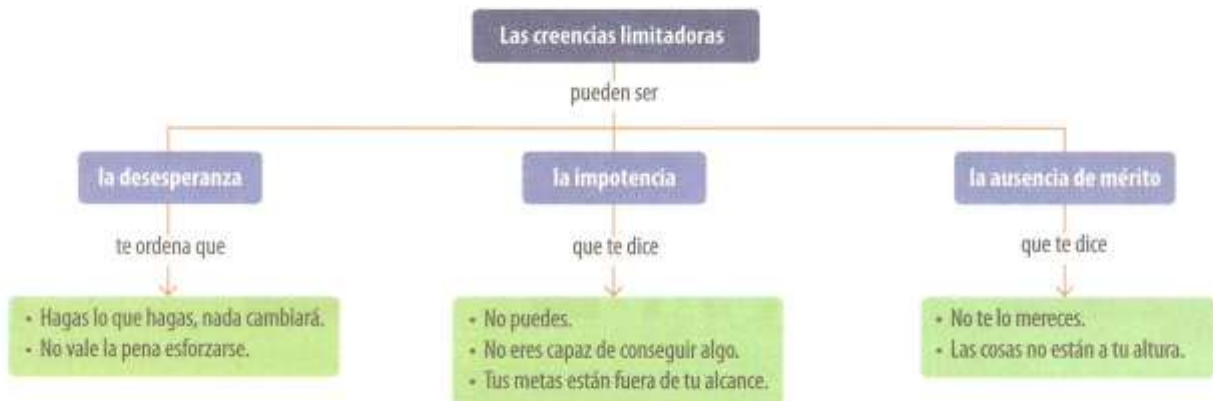 Las creencias limitadoras
pueden ser
la desesperanza
te ordena que
• Hagas lo que hagas, nada cambiará.
• No vale la pena esforzarse.
la impotencia
que te dice
• No puedes.
• No eres capaz de conseguir algo.
• Tus metas están fuera de tu alcance.
la ausencia de mérito
que te dice
• No te lo mereces.
• Las cosas no están a tu altura.